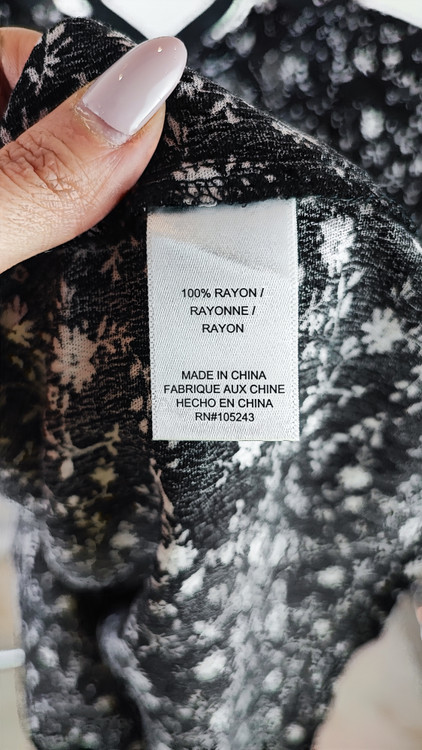 100% RAYON /
RAYONNE /
RAYON
MADE IN CHINA
FABRIQUE AUX CHINE
HECHO EN CHINA
RN#105243